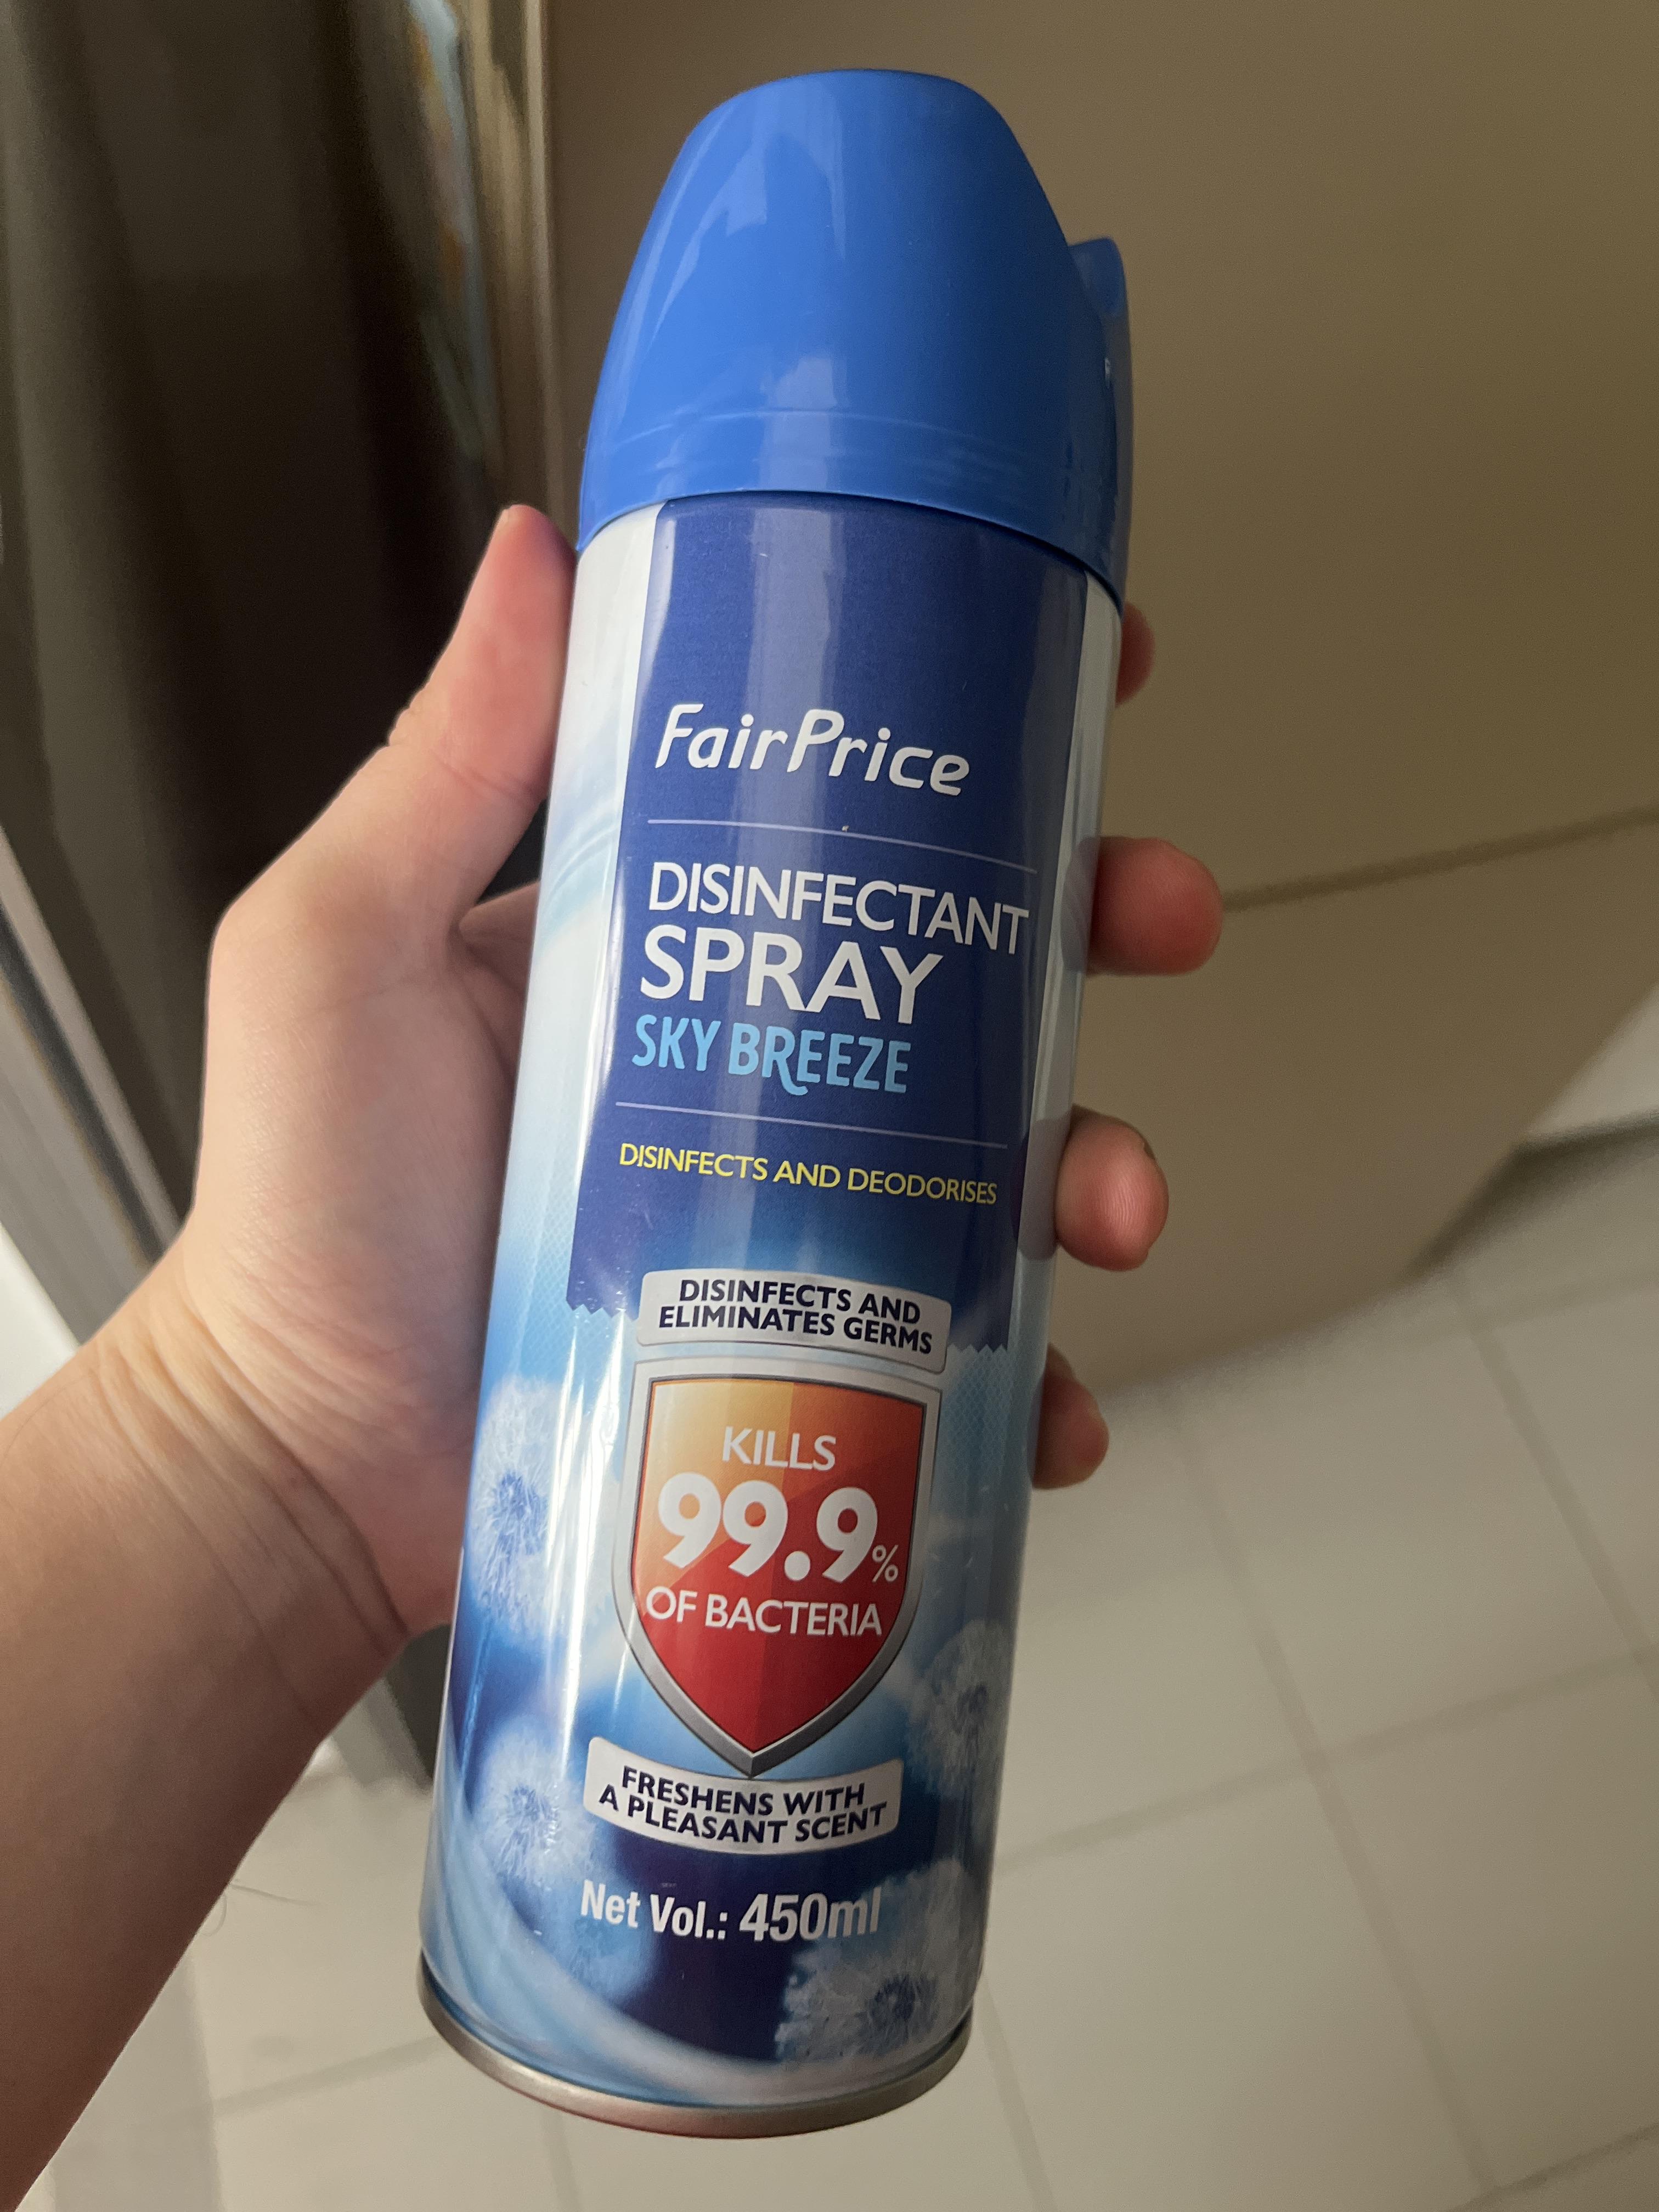 FairPrice
DISINFECTANT
SPRAY
SKY BREEZE
DISINFECTS AND DEODORISES
DISINFECTS AND
ELIMINATES GERMS
KILLS
99.9%
OF BACTERIA
FRESHENS WITH
A PLEASANT SCENT
Net Vol.: 450ml